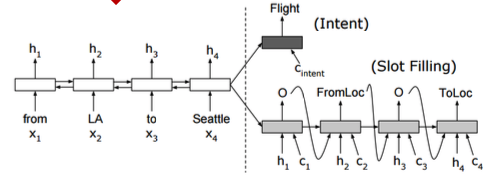 Flight
(Intent)
h1 h2 h3 h4
cintent
(Slot Filling)
O FromLoc O ToLoc
from LA to Seattle
x1 x2 x3 x4
h1 c1 h2 c2 h3 c3 h4 c4